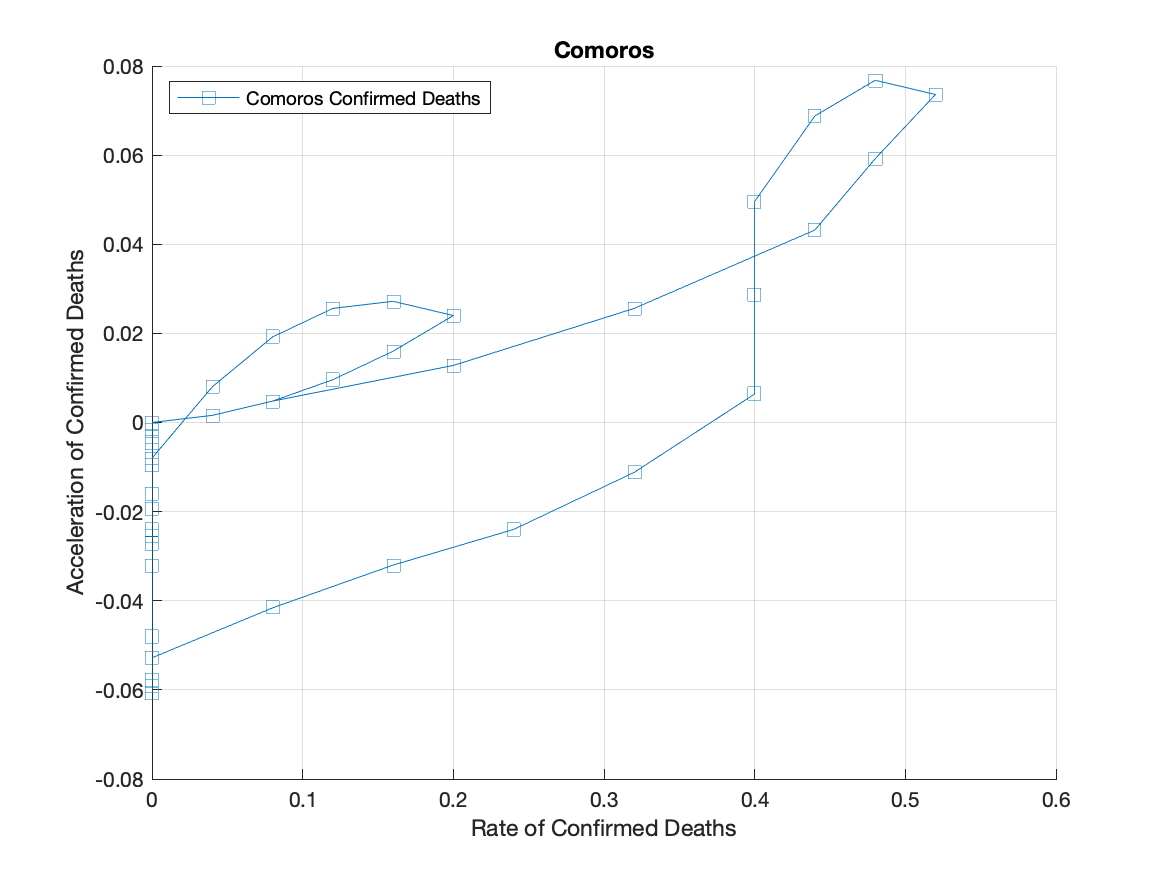 Comoros
Comoros Confirmed Deaths
Acceleration of Confirmed Deaths
0.08
0.06
0.04
0.02
0
-0.02
-0.04
-0.06
-0.08
0 0.1 0.2 0.3 0.4 0.5 0.6
Rate of Confirmed Deaths